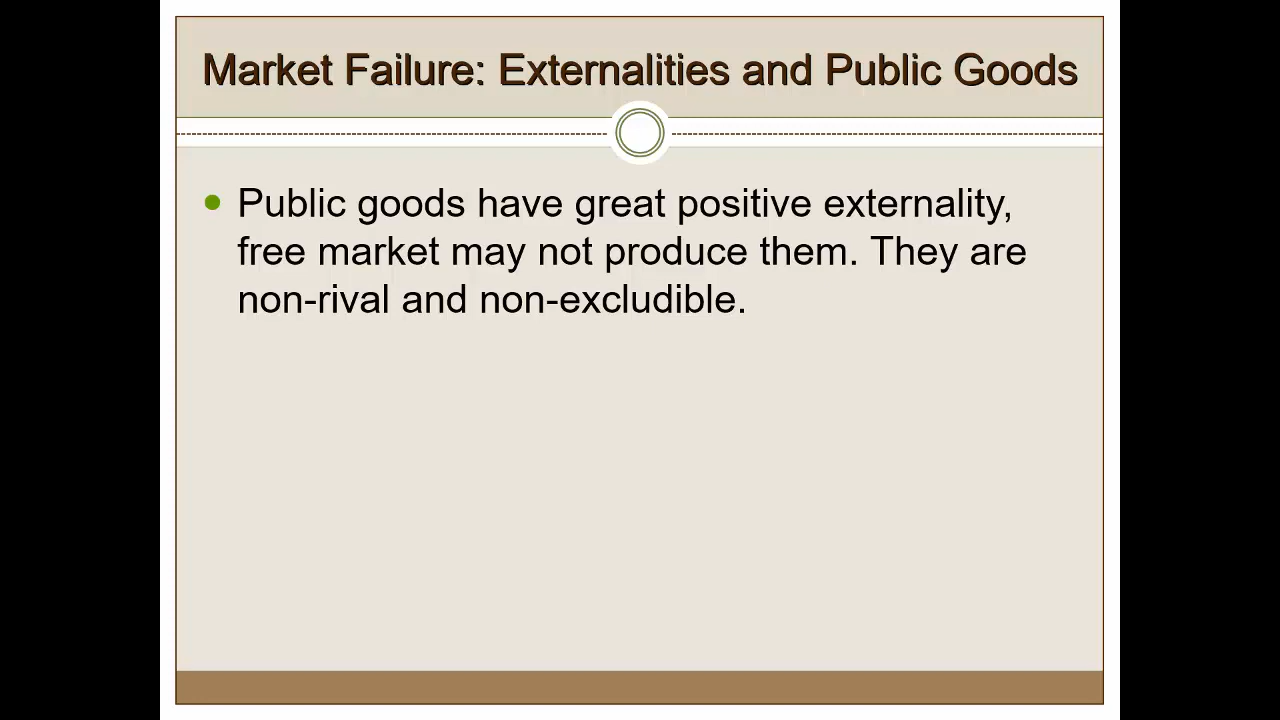 Market Failure: Externalities and Public Goods
Public goods have great positive externality,
free market may not produce them. They are
non-rival and non-excludible.